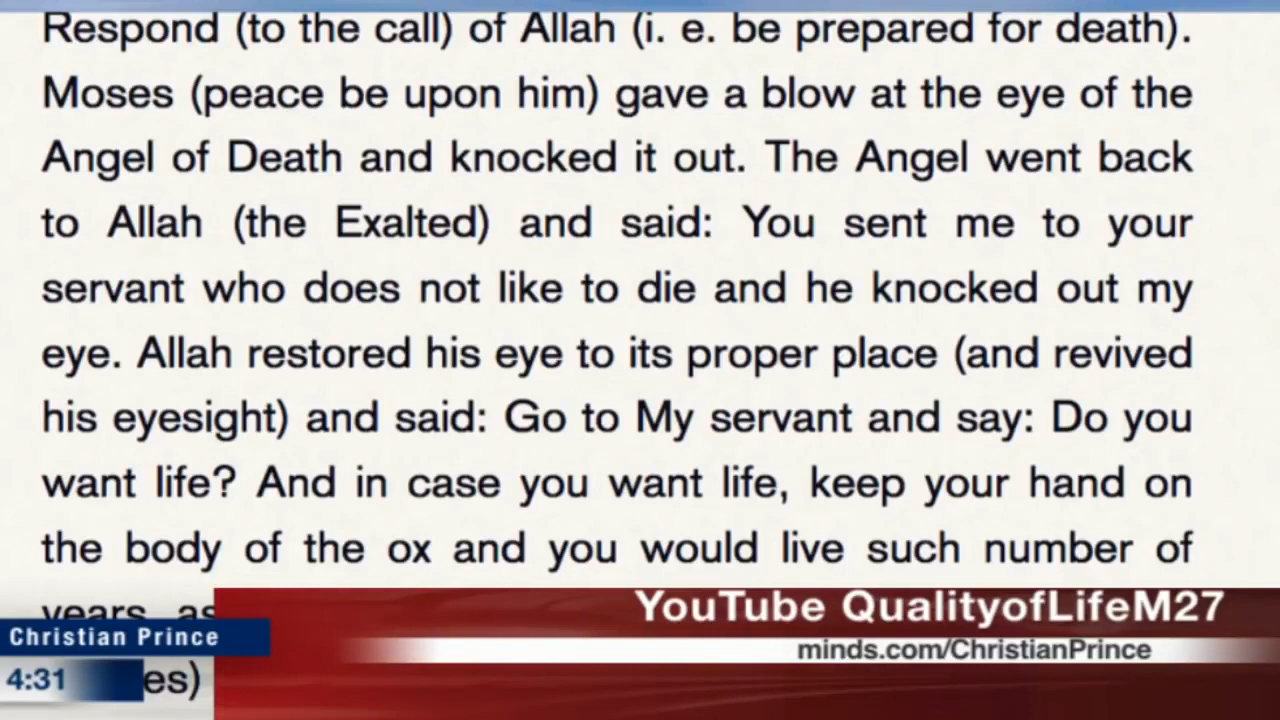 Respond (to the call) of Allah (i. e. be prepared for death).
Moses (peace be upon him) gave a blow at the eye of the
Angel of Death and knocked it out. The Angel went back
to Allah (the Exalted) and said: You sent me to your
servant who does not like to die and he knocked out my
eye. Allah restored his eye to its proper place (and revived
his eyesight) and said: Go to My servant and say: Do you
want life? And in case you want life, keep your hand on
the body of the ox and you would live such number of
years as
es)
YouTube QualityofLifeM27
minds.com/ChristianPrince
Christian Prince
4:31